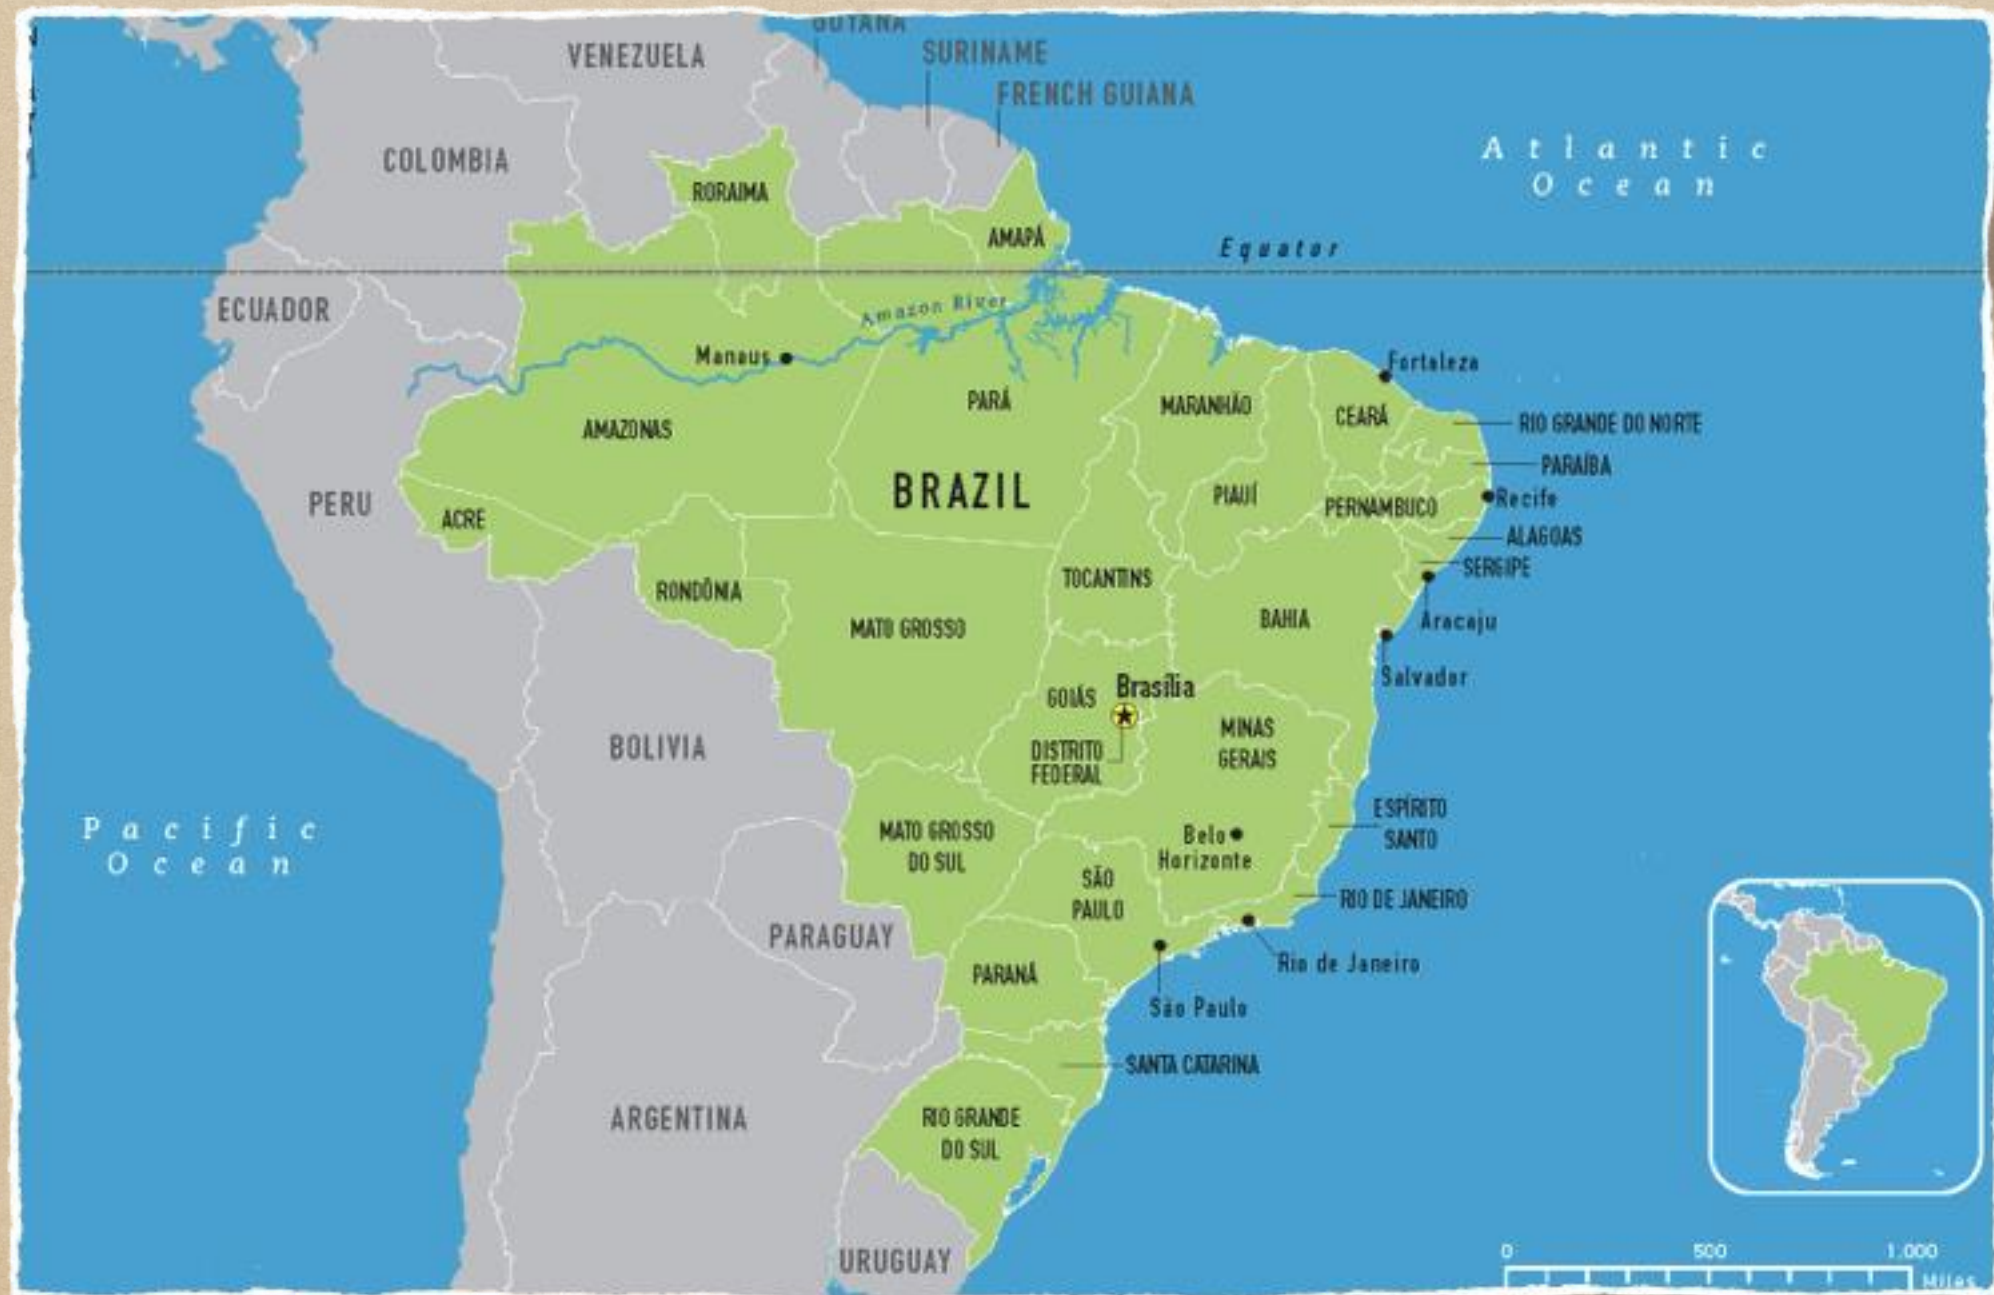 GUYANA
VENEZUELA
SURINAME
FRENCH GUIANA
COLOMBIA
Atlantic
Ocean
RORAIMA
AMAPÁ
Equator
ECUADOR
Amazon River
Manaus
Fortaleza
PARÁ
MARANHÃO
CEARÁ
RIO GRANDE DO NORTE
AMAZONAS
PARAÍBA
BRAZIL
PERU
PIAUÍ
PERNAMBUCO
Recife
ACRE
ALAGOAS
SERGIPE
TOCANTINS
RONDÔNIA
BAHIA
Aracaju
MATO GROSSO
Salvador
GOIÁS
Brasília
MINAS
GERAIS
BOLIVIA
DISTRITO
FEDERAL
ESPÍRITO
SANTO
Pacific
Ocean
MATO GROSSO
DO SUL
Belo
Horizonte
SÃO
PAULO
RIO DE JANEIRO
PARAGUAY
Rio de Janeiro
PARANÁ
São Paulo
SANTA CATARINA
ARGENTINA
RIO GRANDE
DO SUL
URUGUAY
0 500 1.000
Miles